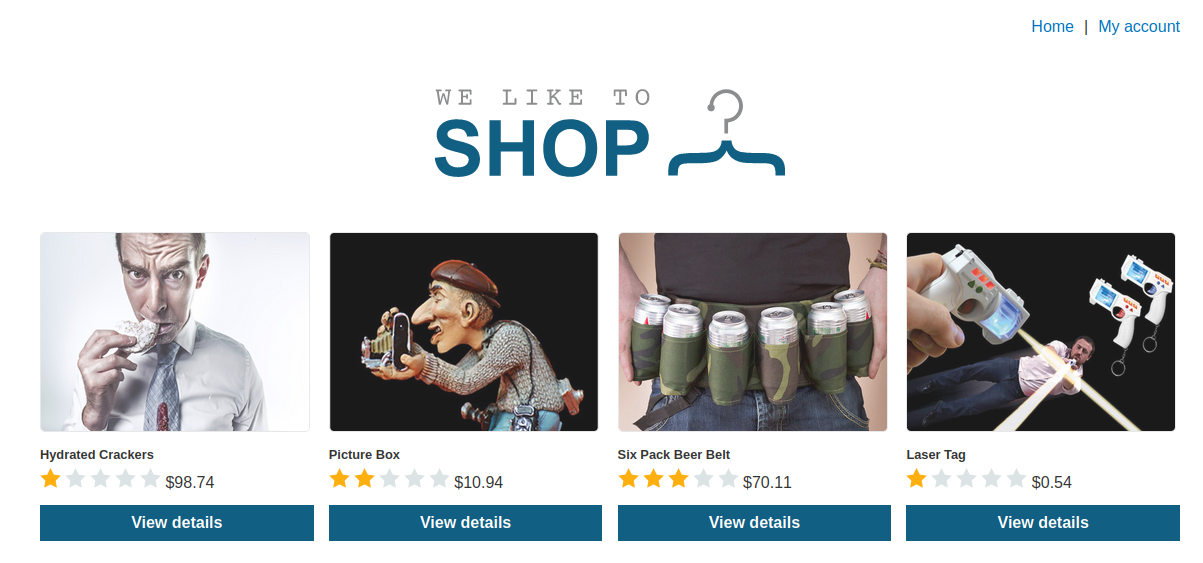 Home | My account
WE LIKE TO
SHOP
Hydrated Crackers
$98.74
View details
Picture Box
$10.94
View details
Six Pack Beer Belt
$70.11
View details
Laser Tag
$0.54
View details